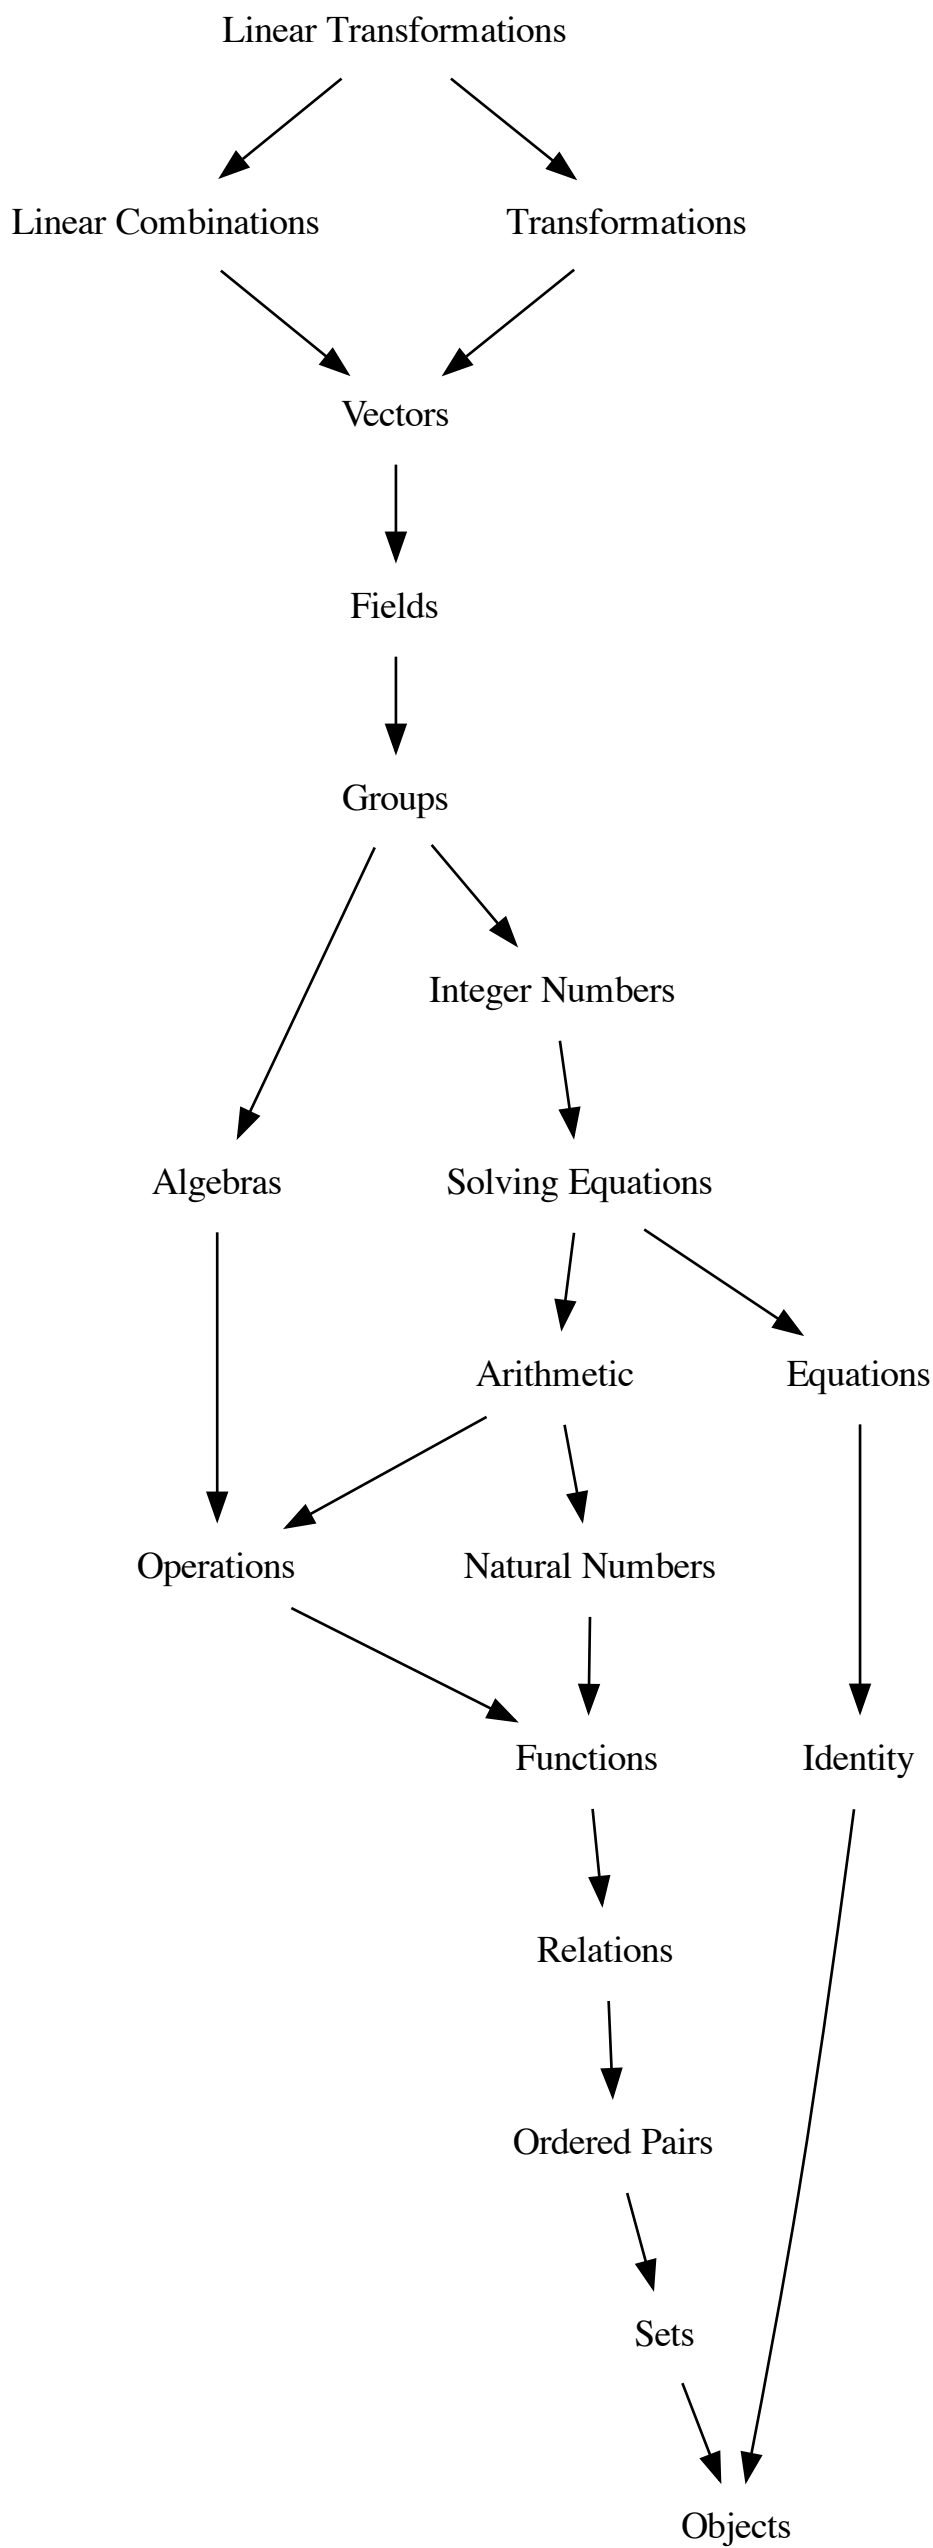 Linear Transformations
Linear Combinations
Transformations
Vectors
Fields
Groups
Integer Numbers
Algebras
Solving Equations
Arithmetic
Equations
Operations
Natural Numbers
Functions
Identity
Relations
Ordered Pairs
Sets
Objects